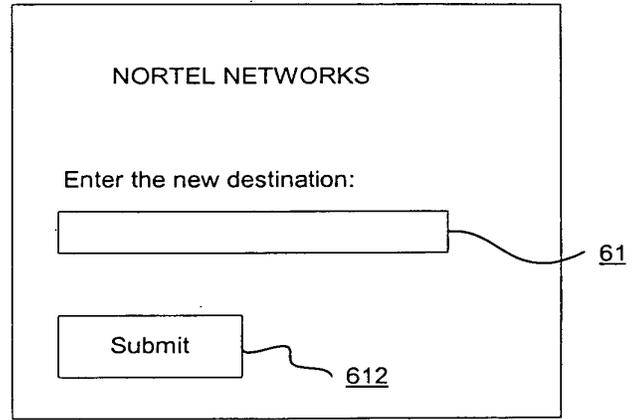 NORTEL NETWORKS
Enter the new destination:
61
Submit
612